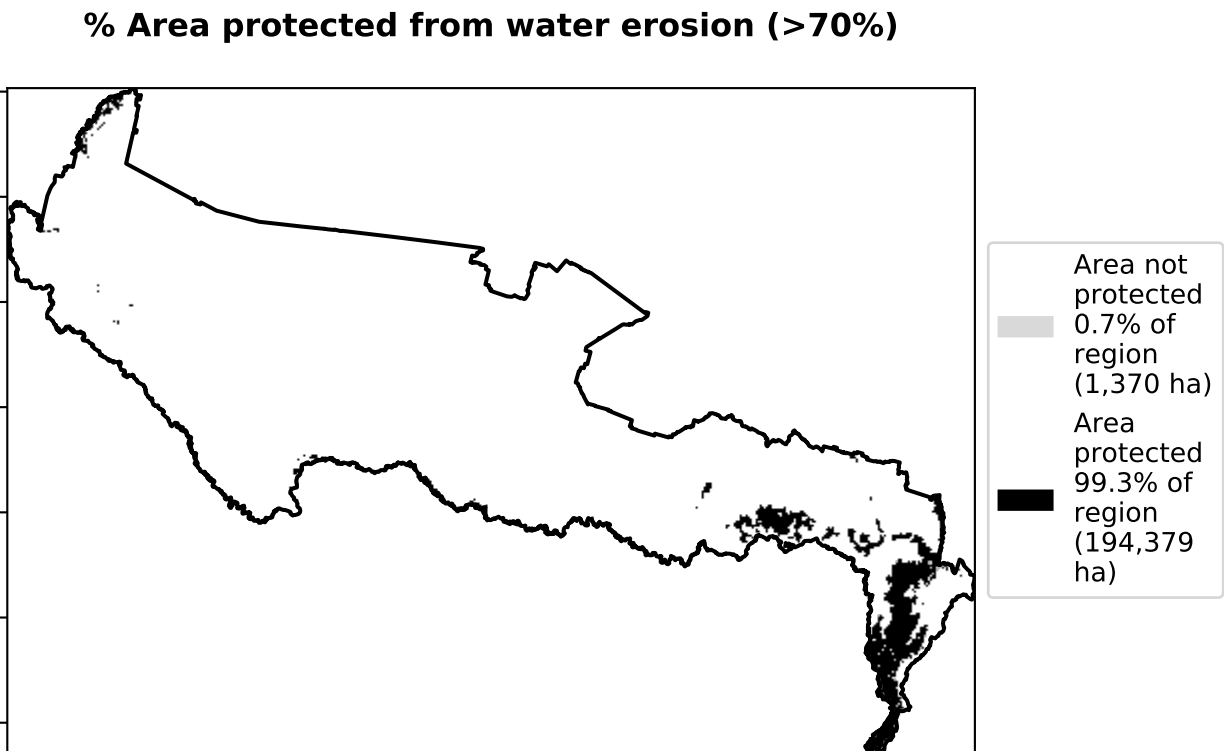 % Area protected from water erosion (>70%)
Area not
protected
0.7% of
region
(1,370 ha)
Area
protected
99.3% of
region
(194,379
ha)